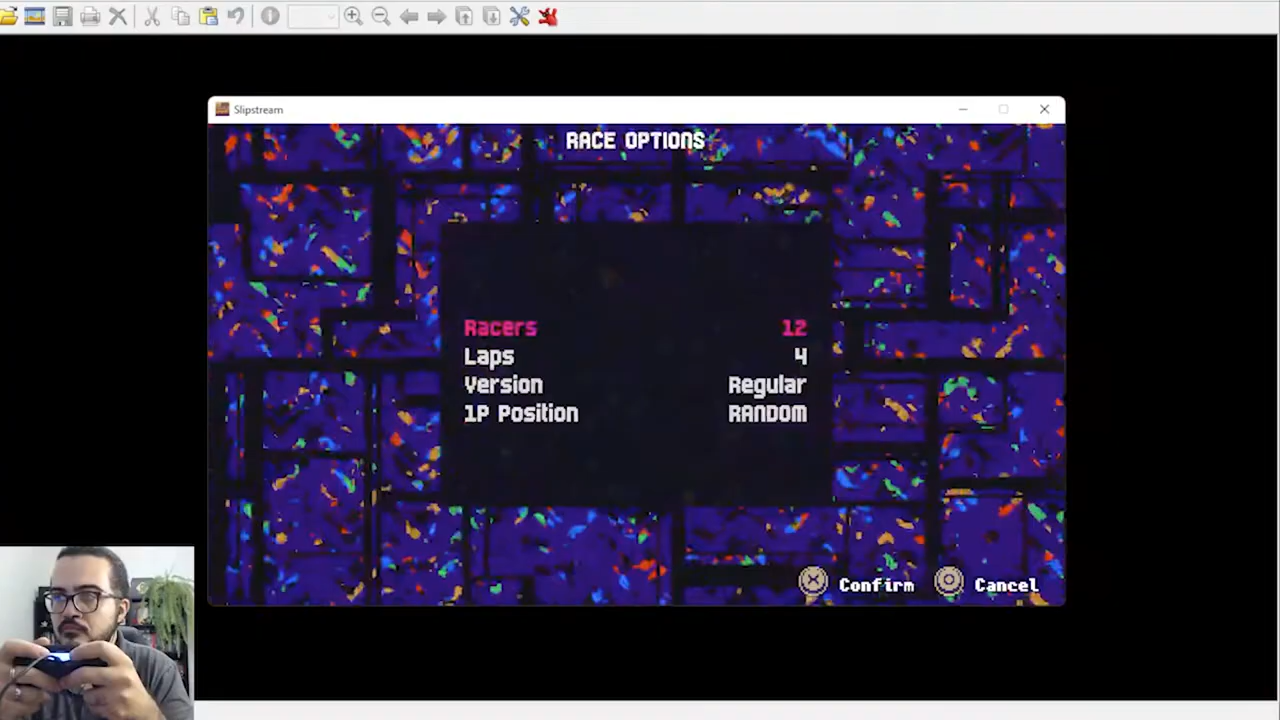 Slipstream
RACE OPTIONS
Racers 12
Laps 4
Version Regular
1P Position RANDOM
Confirm Cancel